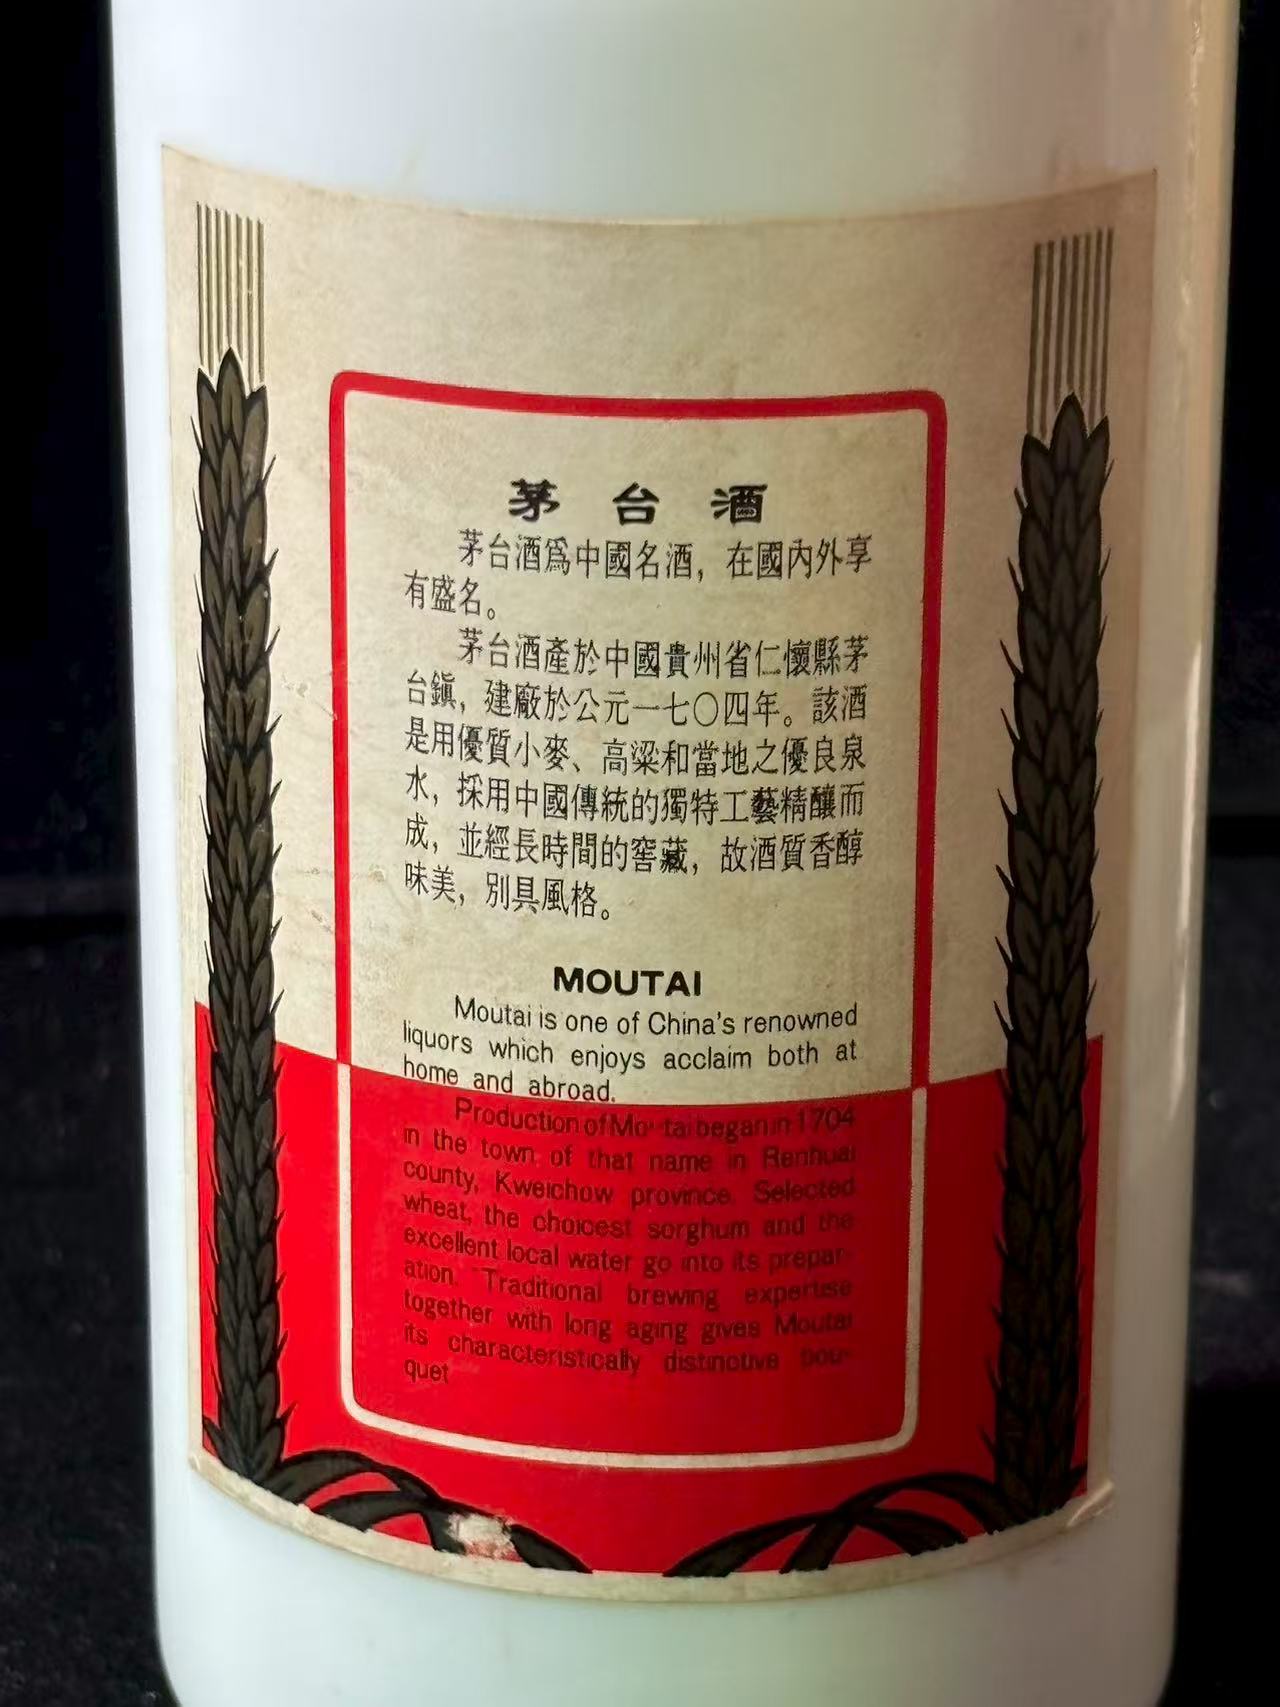 茅台酒
茅台酒爲中國名酒，在國內外享
有盛名。
茅台酒產於中國貴州省仁懷縣茅
台鎭，建廠於公元一七〇四年。該酒
是用優質小麥、高粱和當地之優良泉
水，採用中國傳統的獨特工藝精釀而
成，並經長時間的窖藏，故酒質香醇
味美，別具風格。
MOUTAI
Moutai is one of China's renowned
liquors which enjoys acclaim both at
home and abroad.
Production of Moutai began in 1704
in the town of that name in Renhuai
county, Kweichow province. Selected
wheat, the choicest sorghum and the
excellent local water go into its prepar-
ation. Traditional brewing expertise
together with long aging gives Moutai
its characteristically distinctive bou-
quet